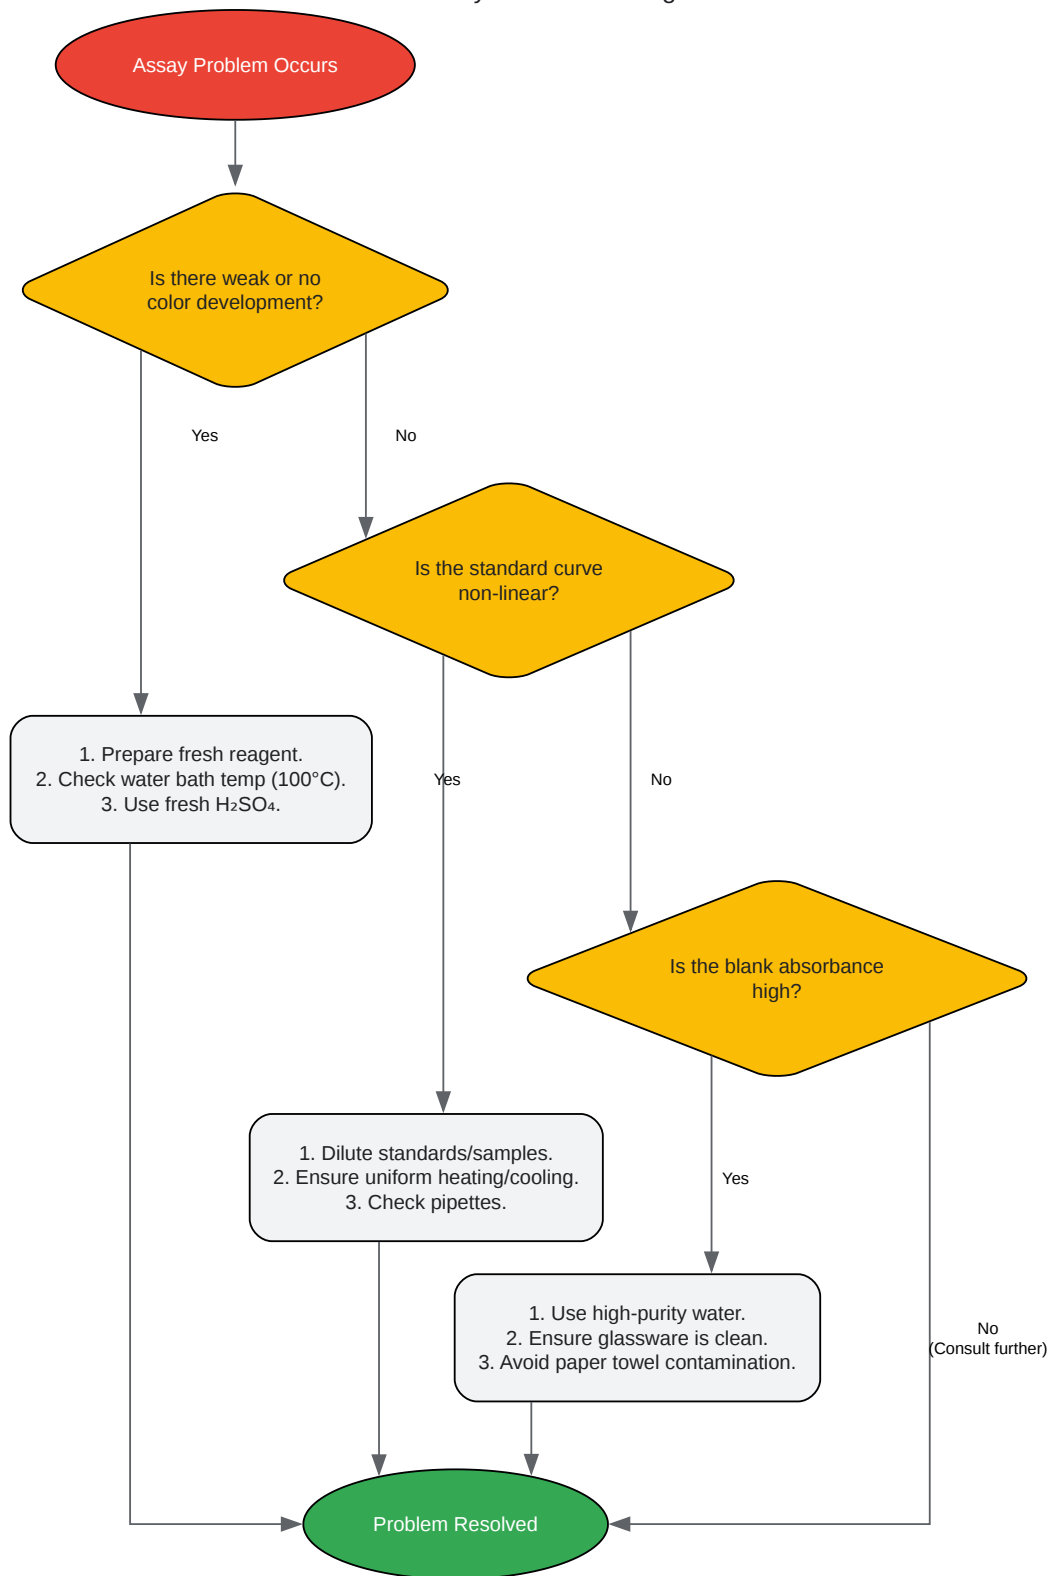 Assay Problem Occurs
Is there weak or no
color development?
Yes
No
Is the standard curve
non-linear?
1. Prepare fresh reagent.
2. Check water bath temp (100°C).
3. Use fresh H₂SO₄.
Yes
No
Is the blank absorbance
high?
1. Dilute standards/samples.
2. Ensure uniform heating/cooling.
3. Check pipettes.
Yes
1. Use high-purity water.
2. Ensure glassware is clean.
3. Avoid paper towel contamination.
No
(Consult further)
Problem Resolved